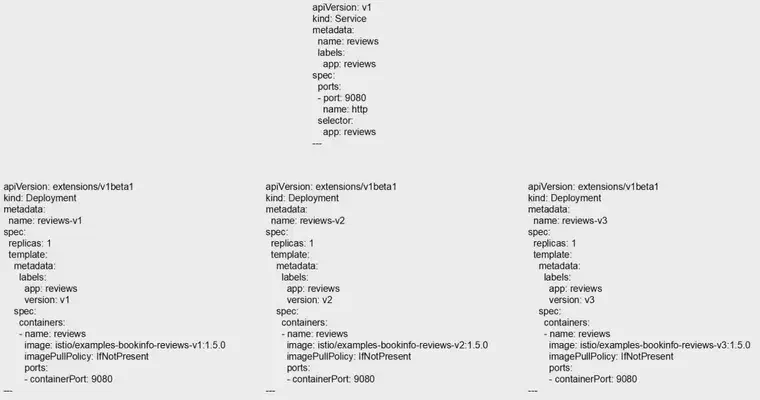 apiVersion: v1
kind: Service
metadata:
  name: reviews
  labels:
    app: reviews
spec:
  ports:
  - port: 9080
    name: http
  selector:
    app: reviews
---
apiVersion: extensions/v1beta1
kind: Deployment
metadata:
  name: reviews-v1
spec:
  replicas: 1
  template:
    metadata:
      labels:
        app: reviews
        version: v1
    spec:
      containers:
      - name: reviews
        image: istio/examples-bookinfo-reviews-v1:1.5.0
        imagePullPolicy: IfNotPresent
        ports:
        - containerPort: 9080
---
apiVersion: extensions/v1beta1
kind: Deployment
metadata:
  name: reviews-v2
spec:
  replicas: 1
  template:
    metadata:
      labels:
        app: reviews
        version: v2
    spec:
      containers:
      - name: reviews
        image: istio/examples-bookinfo-reviews-v2:1.5.0
        imagePullPolicy: IfNotPresent
        ports:
        - containerPort: 9080
---
apiVersion: extensions/v1beta1
kind: Deployment
metadata:
  name: reviews-v3
spec:
  replicas: 1
  template:
    metadata:
      labels:
        app: reviews
        version: v3
    spec:
      containers:
      - name: reviews
        image: istio/examples-bookinfo-reviews-v3:1.5.0
        imagePullPolicy: IfNotPresent
        ports:
        - containerPort: 9080
---